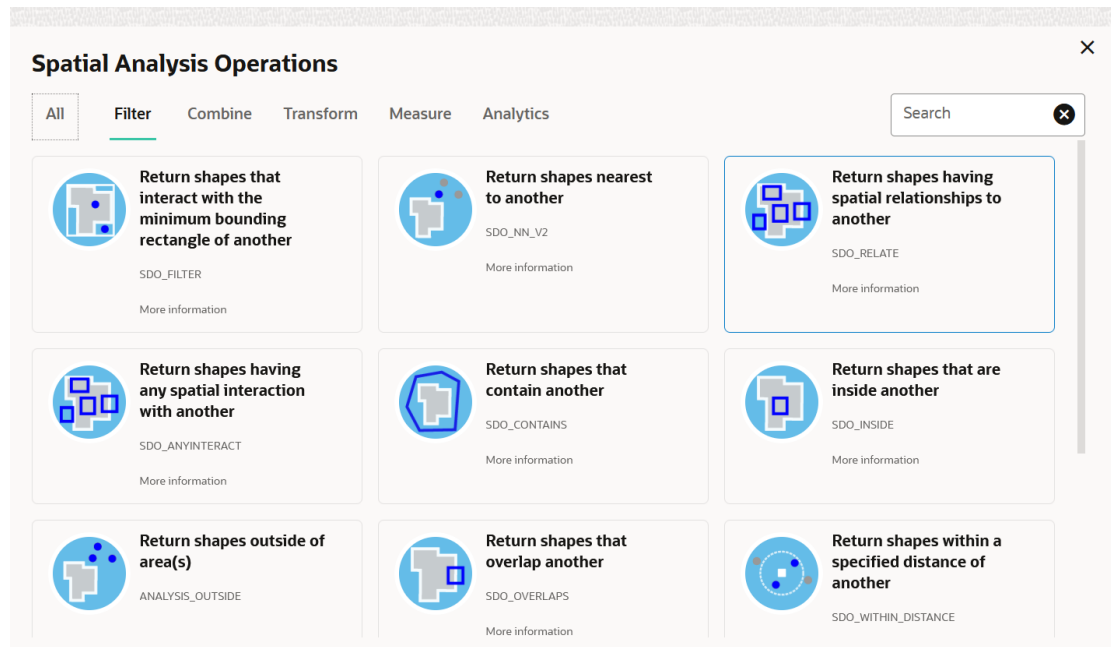 Spatial Analysis Operations
All
Filter
Combine
Transform
Measure
Analytics
Search
Return shapes that
interact with the
minimum bounding
rectangle of another
SDO_FILTER
More information
Return shapes nearest
to another
SDO_NN_V2
More information
Return shapes having
spatial relationships to
another
SDO_RELATE
More information
Return shapes having
any spatial interaction
with another
SDO_ANYINTERACT
More information
Return shapes that
contain another
SDO_CONTAINS
More information
Return shapes that are
inside another
SDO_INSIDE
More information
Return shapes outside of
area(s)
ANALYSIS_OUTSIDE
Return shapes that
overlap another
SDO_OVERLAPS
More information
Return shapes within a
specified distance of
another
SDO_WITHIN_DISTANCE